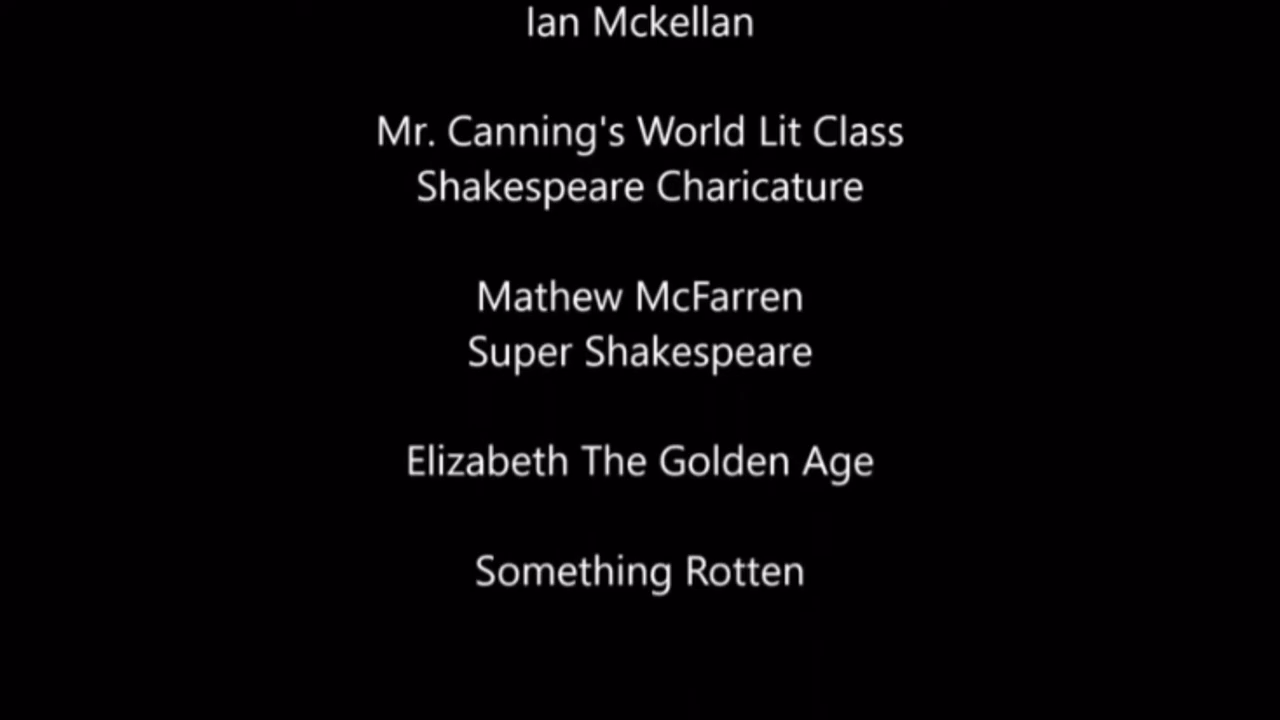 Ian Mckellan
Mr. Canning's World Lit Class
Shakespeare Charicature
Mathew McFarren
Super Shakespeare
Elizabeth The Golden Age
Something Rotten